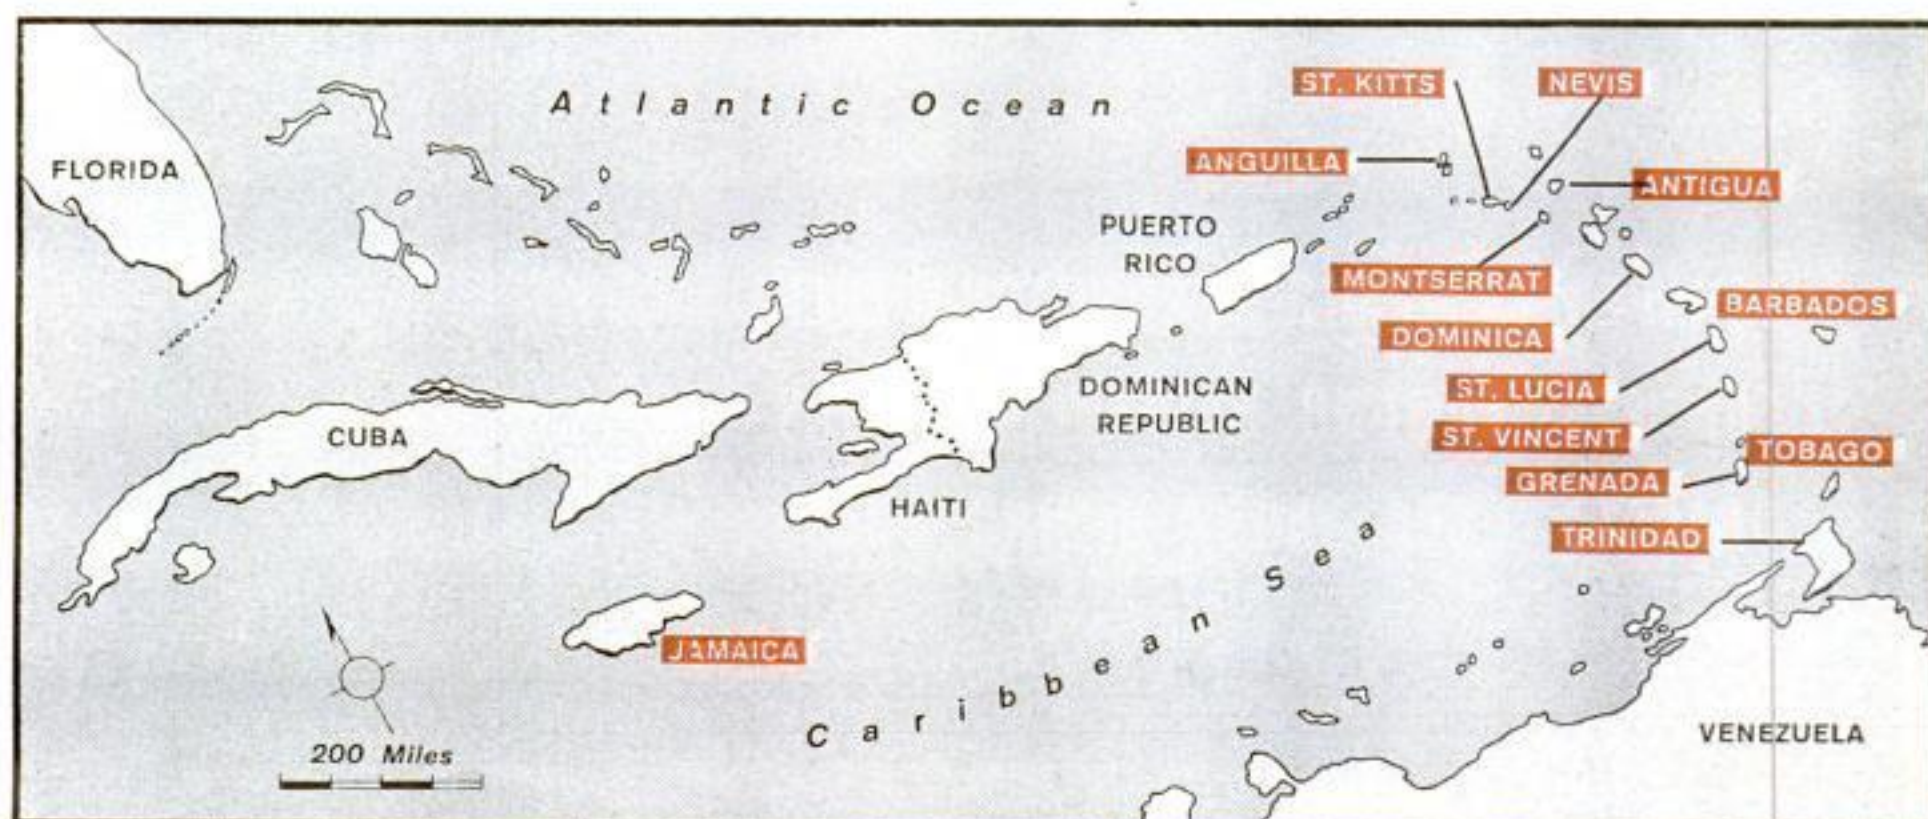 Atlantic Ocean
ST. KITTS
NEVIS
FLORIDA
ANGUILLA
ANTIGUA
PUERTO
RICO
MONTSERRAT
BARBADOS
DOMINICA
DOMINICAN
REPUBLIC
ST. LUCIA
CUBA
ST. VINCENT
TOBAGO
GRENADA
HAITI
TRINIDAD
JAMAICA
Caribbean Sea
200 Miles
VENEZUELA